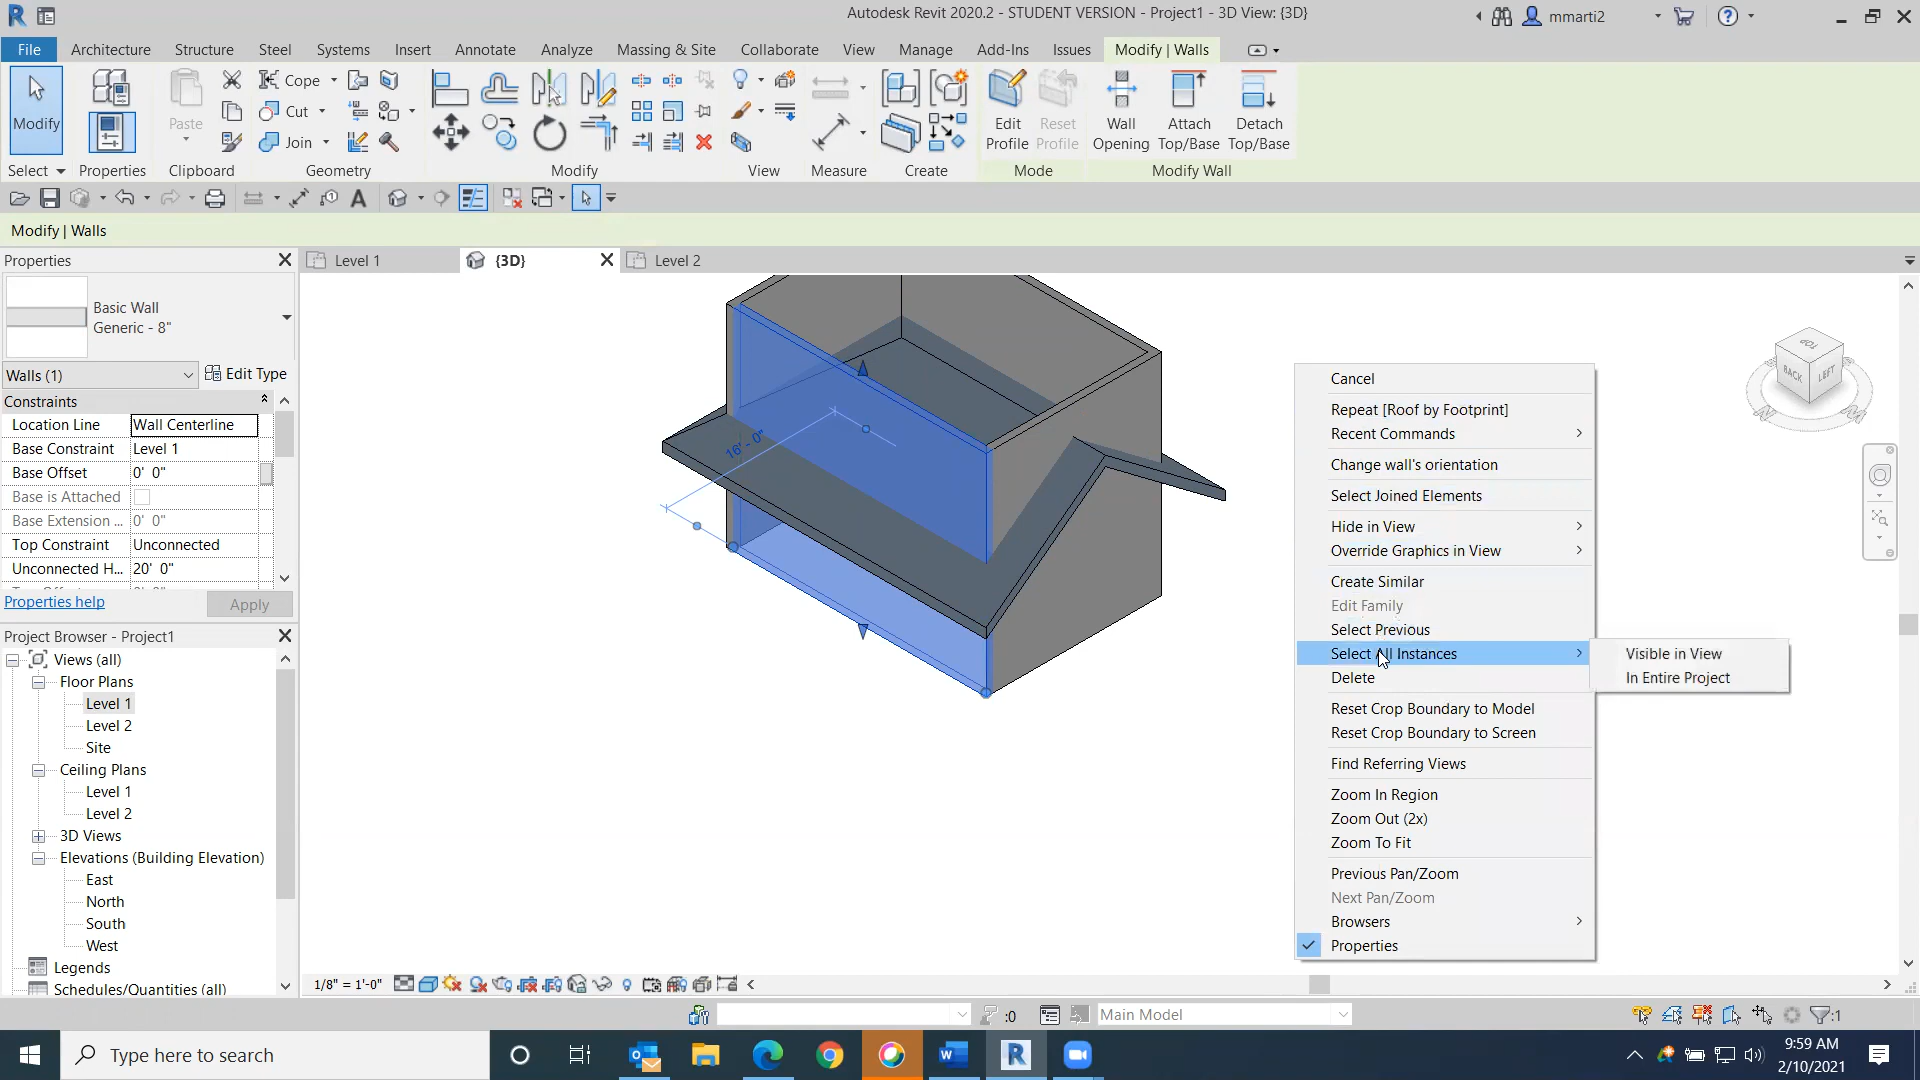 Autodesk Revit 2020.2 - STUDENT VERSION - Project1 - 3D View: {3D}
mmarti2
File Architecture Structure Steel Systems Insert Annotate Analyze Massing & Site Collaborate View Manage Add-Ins Issues Modify | Walls
Modify
Paste
Cope
Cut
Join
Edit Profile
Reset Profile
Wall Opening
Attach Top/Base
Detach Top/Base
Select Properties Clipboard Geometry Modify View Measure Create Mode Modify Wall
Modify | Walls
Properties
Level 1
{3D}
Level 2
Basic Wall
Generic - 8"
Walls (1)
Edit Type
Constraints
Location Line Wall Centerline
Base Constraint Level 1
Base Offset 0' 0"
Base is Attached
Base Extension ... 0' 0"
Top Constraint Unconnected
Unconnected H... 20' 0"
Properties help
Apply
Project Browser - Project1
Views (all)
Floor Plans
Level 1
Level 2
Site
Ceiling Plans
Level 1
Level 2
3D Views
Elevations (Building Elevation)
East
North
South
West
Legends
Schedules/Quantities (all)
16' - 0"
TOP
BACK
LEFT
Cancel
Repeat [Roof by Footprint]
Recent Commands
Change wall's orientation
Select Joined Elements
Hide in View
Override Graphics in View
Create Similar
Edit Family
Select Previous
Select All Instances
Delete
Reset Crop Boundary to Model
Reset Crop Boundary to Screen
Find Referring Views
Zoom In Region
Zoom Out (2x)
Zoom To Fit
Previous Pan/Zoom
Next Pan/Zoom
Browsers
Properties
Visible in View
In Entire Project
1/8" = 1'-0"
:0
Main Model
:1
Type here to search
9:59 AM
2/10/2021